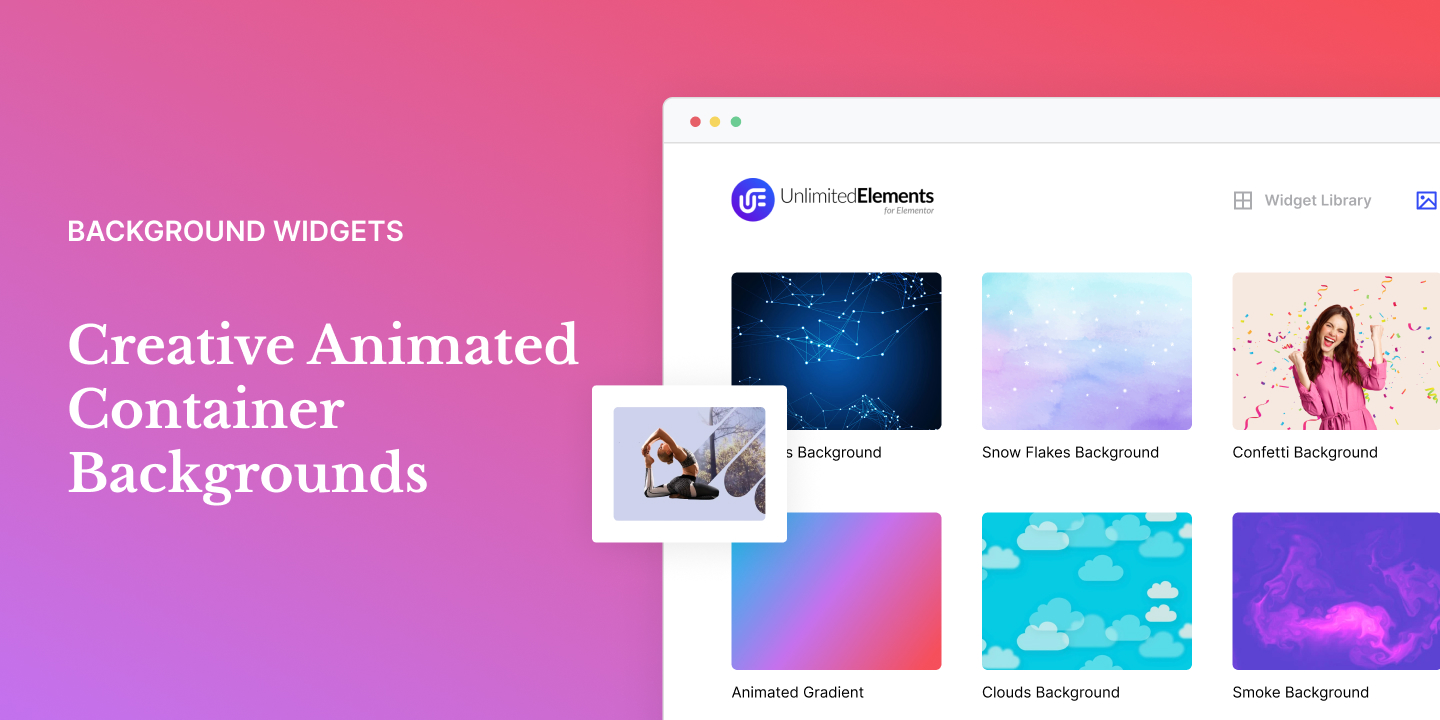 BACKGROUND WIDGETS
Creative Animated
Container
Backgrounds
UnlimitedElements
for Elementor
Widget Library
Background
Snow Flakes Background
Confetti Background
Animated Gradient
Clouds Background
Smoke Background